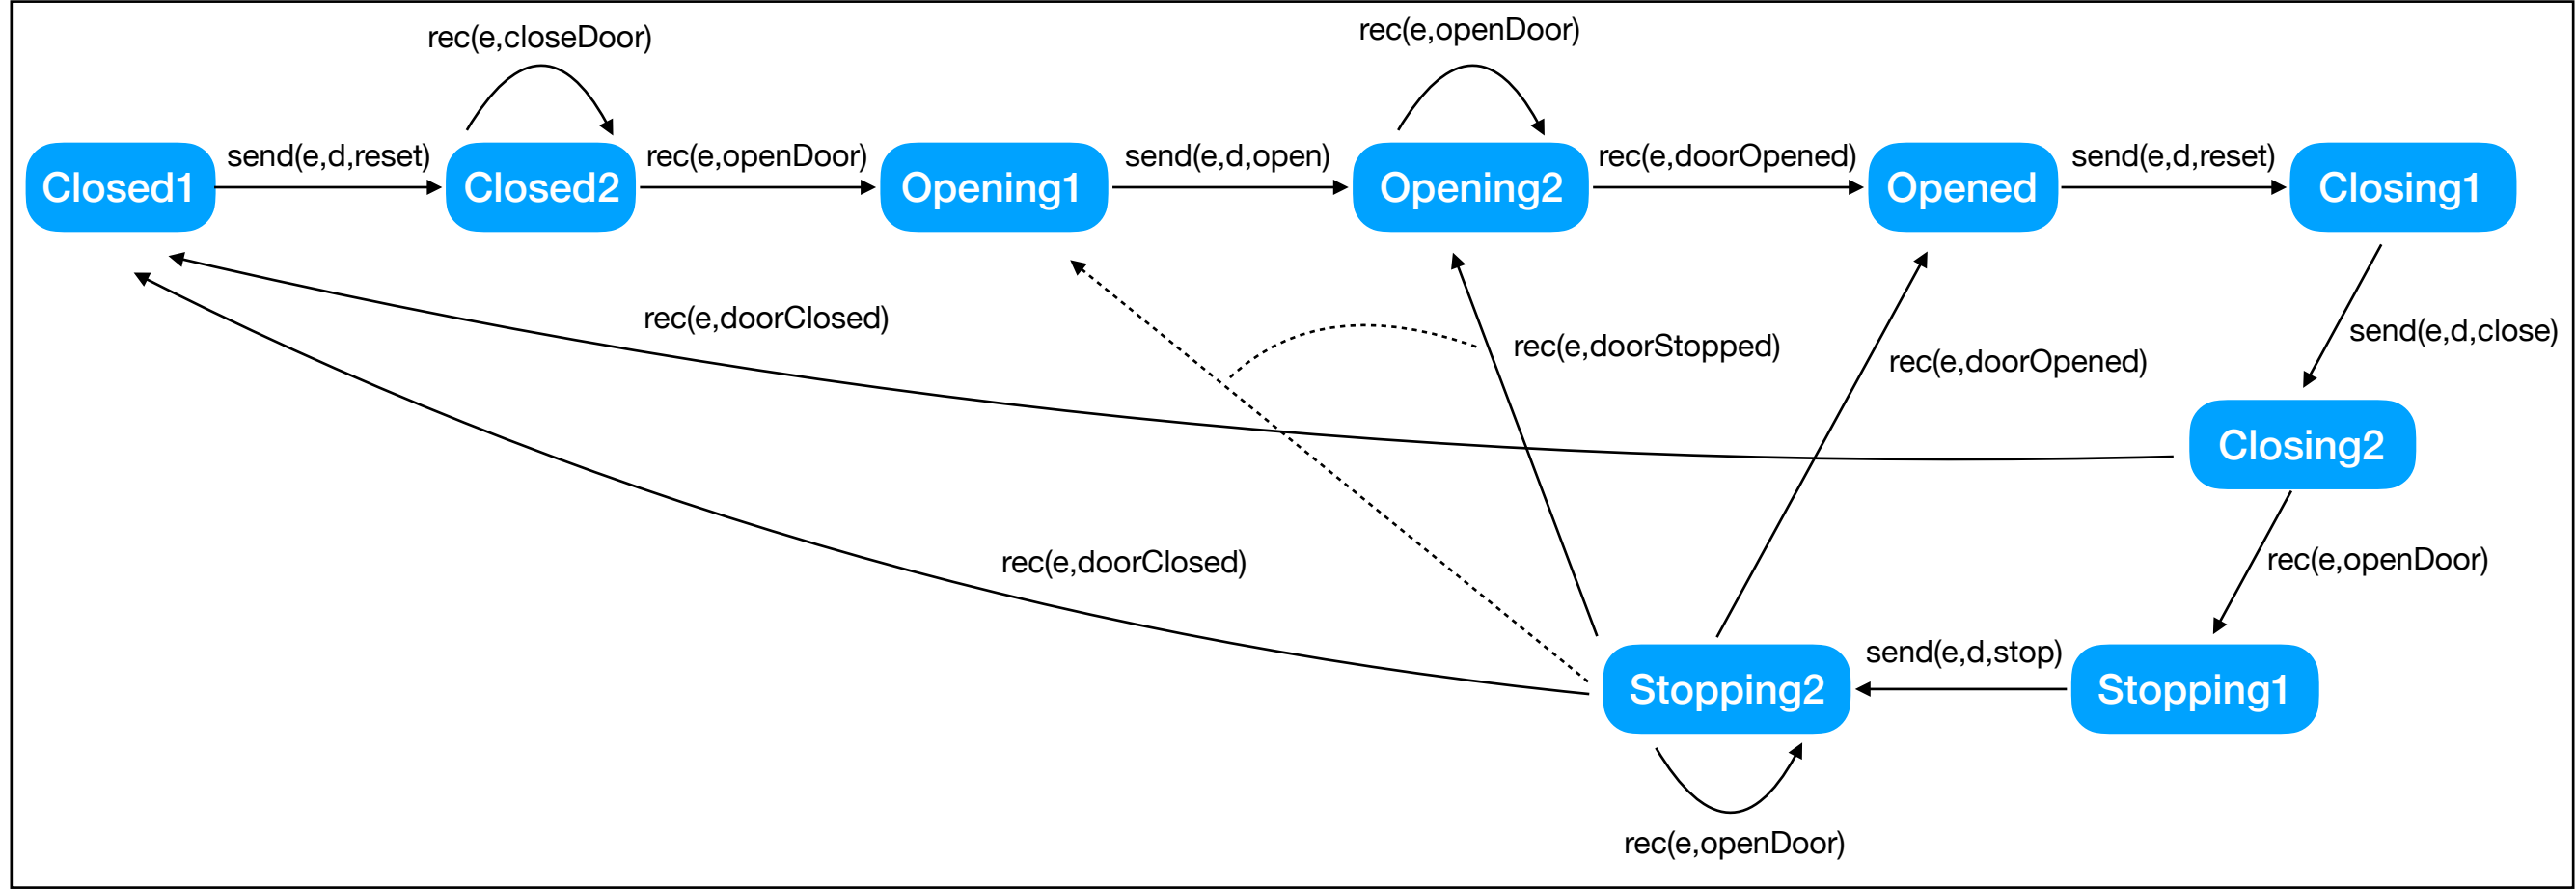 rec(e,closeDoor)
rec(e,openDoor)
Closed1
send(e,d,reset)
Closed2
rec(e,openDoor)
Opening1
send(e,d,open)
Opening2
rec(e,doorOpened)
Opened
send(e,d,reset)
Closing1
rec(e,doorClosed)
rec(e,doorStopped)
rec(e,doorOpened)
send(e,d,close)
Closing2
rec(e,doorClosed)
rec(e,openDoor)
Stopping2
send(e,d,stop)
Stopping1
rec(e,openDoor)